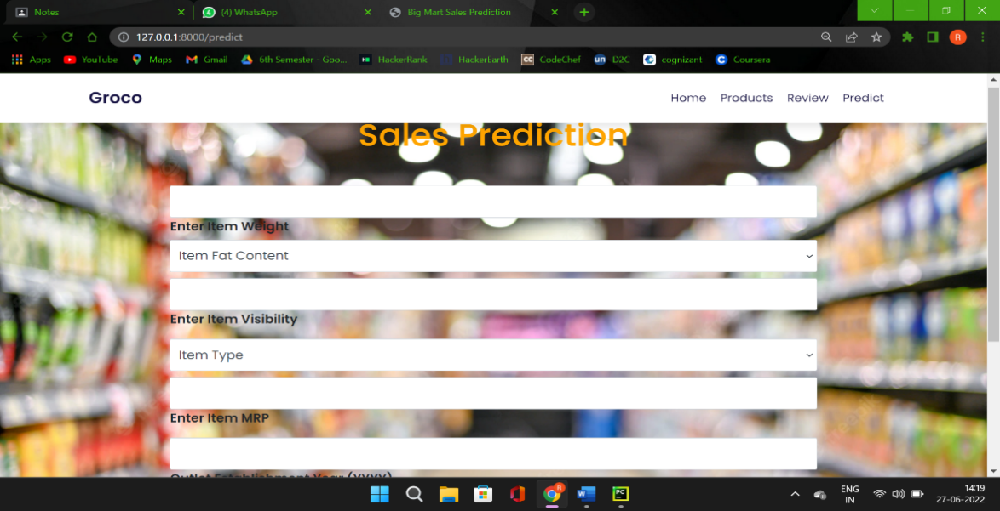 Notes
(4) WhatsApp
Big Mart Sales Prediction
127.0.0.1:8000/predict
R
Apps YouTube Maps Gmail 6th Semester - Goo... HackerRank HackerEarth CC CodeChef un D2C cognizant Coursera
Groco Home Products Review Predict
Sales Prediction
Enter Item Weight
Item Fat Content
Enter Item Visibility
Item Type
Enter Item MRP
Outlet Establishment Year (YYYY)
ENG
IN
14:19
27-06-2022